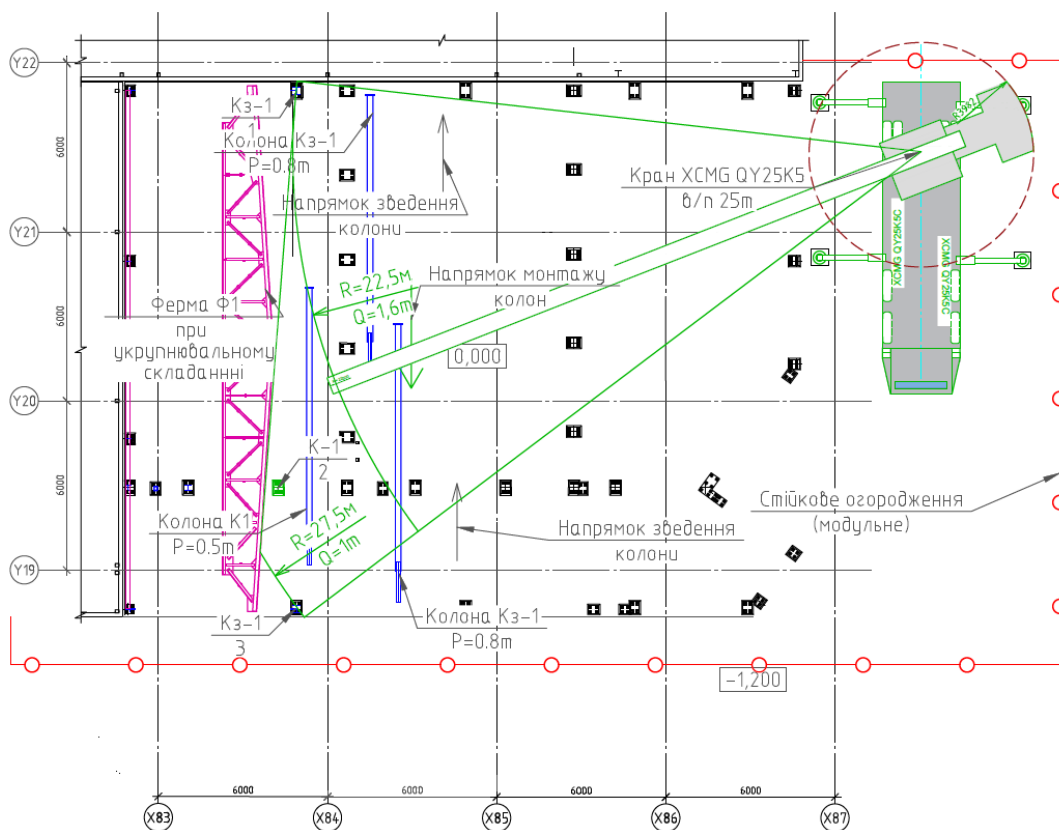 Y22
Кз-1
1
Колона Кз-1
Р=0.8т
6000
Напрямок зведення
колони
Кран XCMG QY25K5
в/п 25т
R3982
XCMG QY25K5C
XCMG QY25K5C
Y21
R=22,5м
Q=1,6т
Напрямок монтажу
колон
Ферма Ф1
при
укрупнювальному
складаннні
6000
0,000
Y20
К-1
2
6000
Колона К1
Р=0.5т
R=27,5м
Q=1т
Напрямок зведення
колони
Стійкове огородження
(модульне)
Y19
Кз-1
3
Колона Кз-1
Р=0.8т
-1,200
6000
6000
6000
6000
X83
X84
X85
X86
X87